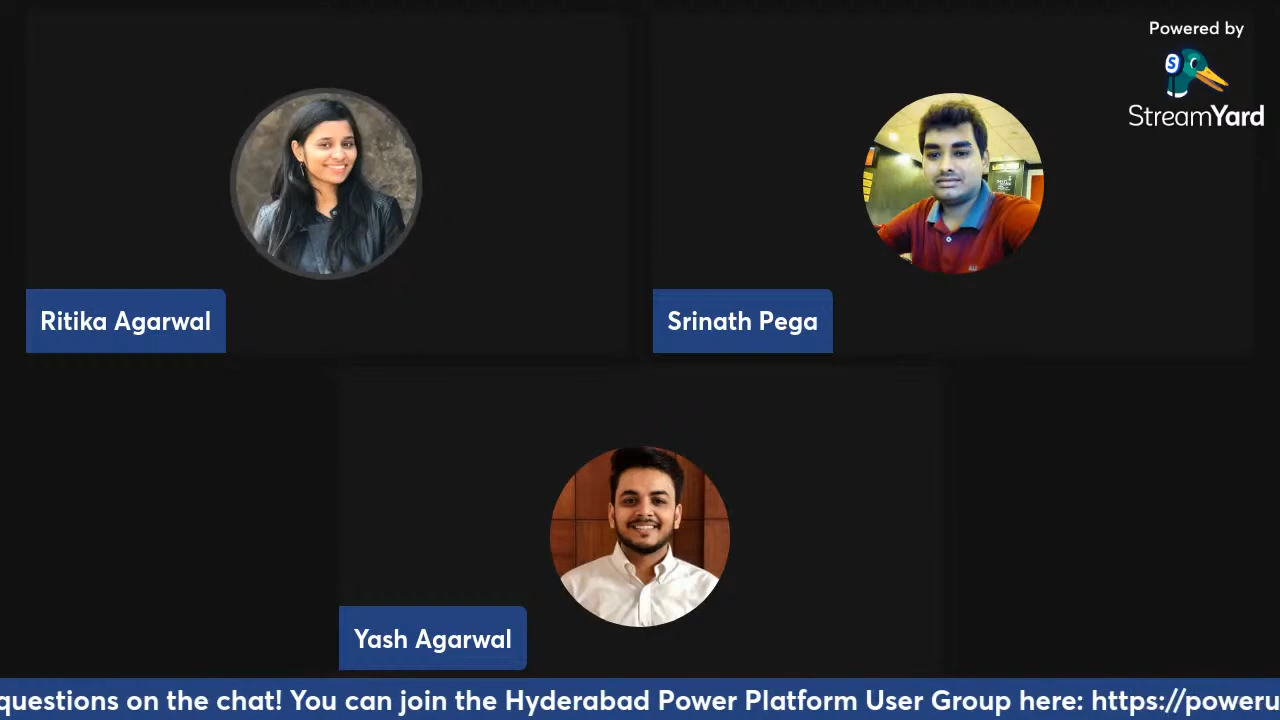 Powered by
StreamYard
Ritika Agarwal
Srinath Pega
Yash Agarwal
questions on the chat! You can join the Hyderabad Power Platform User Group here: https://poweru